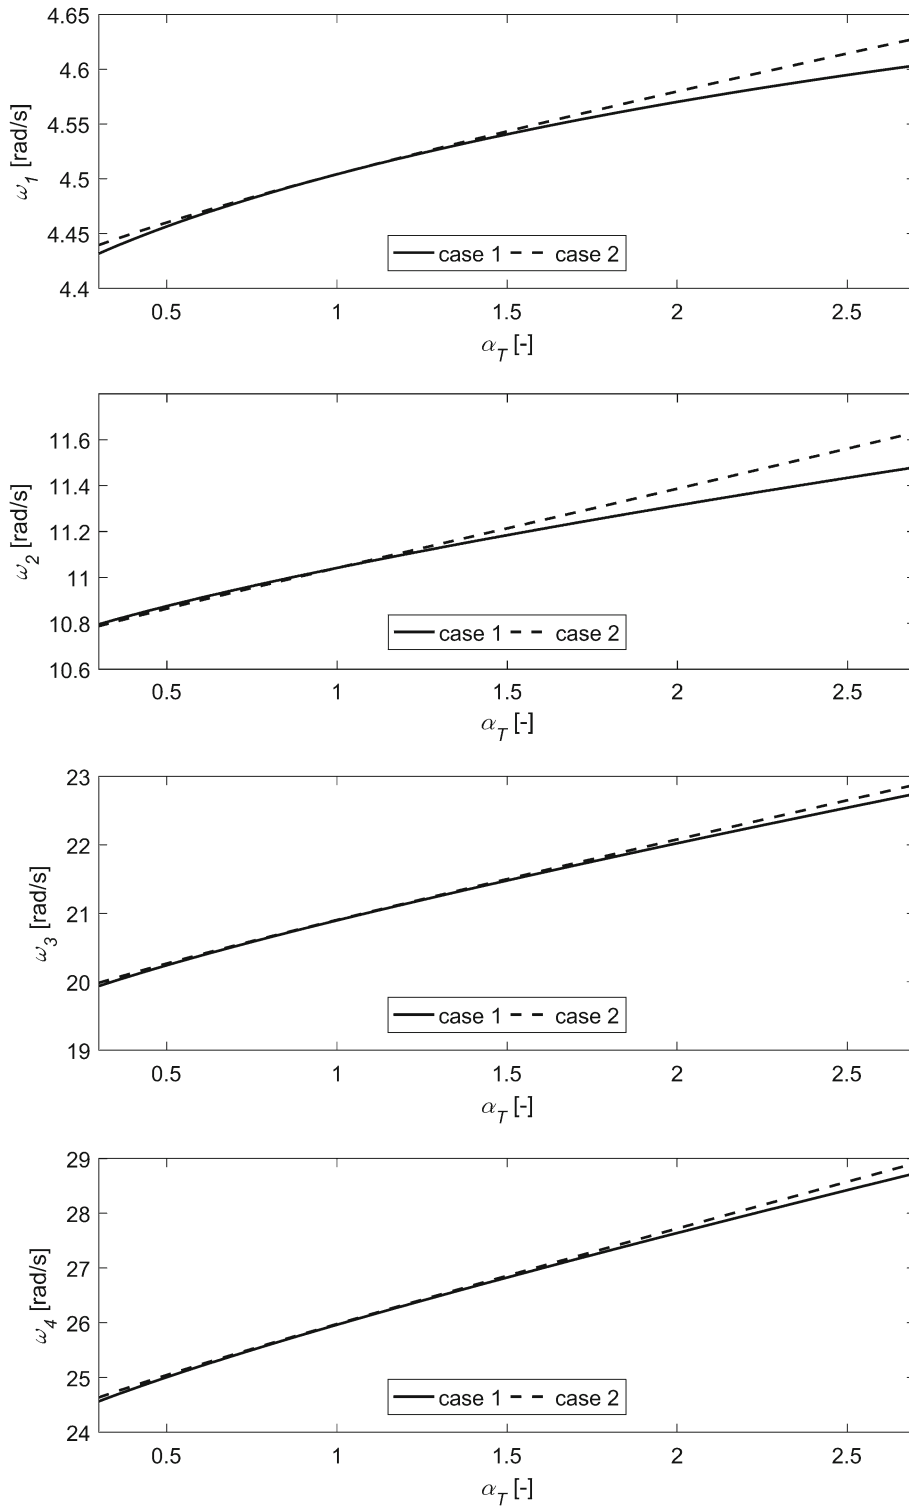 4.65
4.6
4.55
4.5
4.45
4.4
ω1 [rad/s]
case 1 case 2
0.5 1 1.5 2 2.5
αT [-]
11.6
11.4
11.2
11
10.8
10.6
ω2 [rad/s]
case 1 case 2
0.5 1 1.5 2 2.5
αT [-]
23
22
21
20
19
ω3 [rad/s]
case 1 case 2
0.5 1 1.5 2 2.5
αT [-]
29
28
27
26
25
24
ω4 [rad/s]
case 1 case 2
0.5 1 1.5 2 2.5
αT [-]